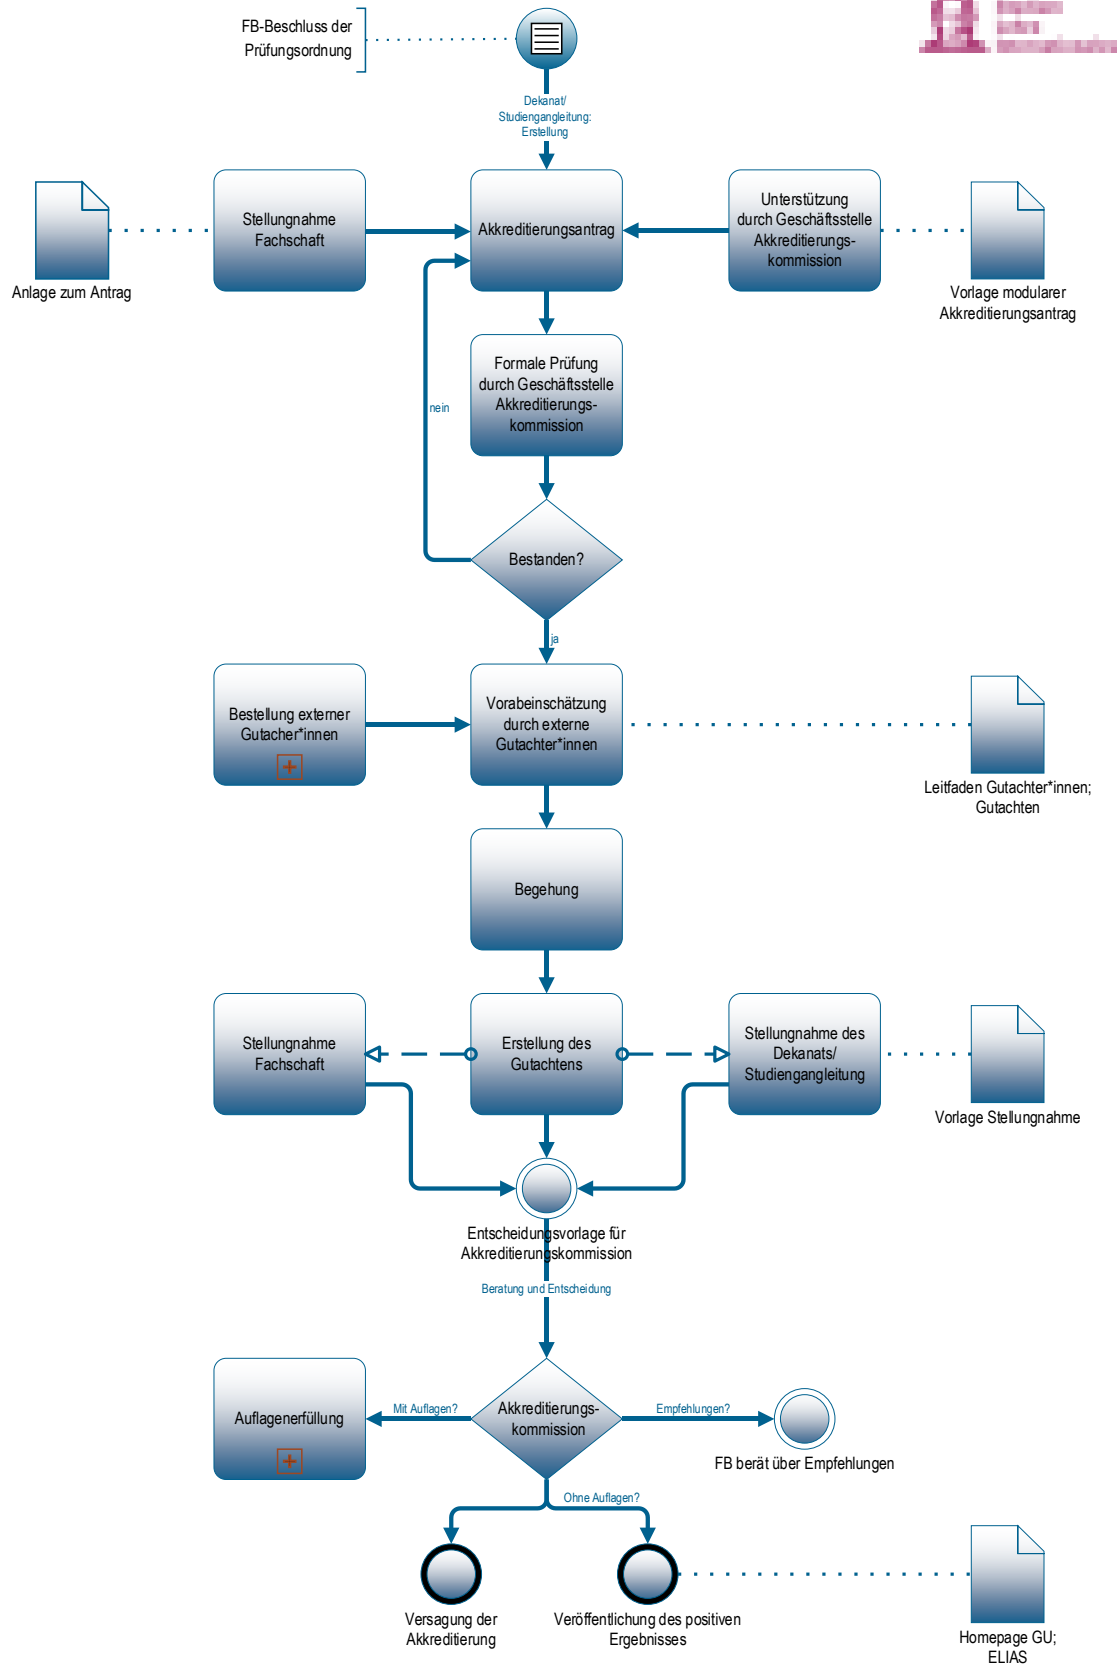 FB-Beschluss der
Prüfungsordnung
Dekanat/
Studiengangleitung:
Erstellung
Stellungnahme
Fachschaft
Akkreditierungsantrag
Unterstützung
durch Geschäftsstelle
Akkreditierungs-
kommission
Anlage zum Antrag
Vorlage modularer
Akkreditierungsantrag
Formale Prüfung
durch Geschäftsstelle
Akkreditierungs-
kommission
nein
Bestanden?
ja
Bestellung externer
Gutacher*innen
Vorabeinschätzung
durch externe
Gutachter*innen
Leitfaden Gutachter*innen;
Gutachten
Begehung
Stellungnahme
Fachschaft
Erstellung des
Gutachtens
Stellungnahme des
Dekanats/
Studiengangleitung
Vorlage Stellungnahme
Entscheidungsvorlage für
Akkreditierungskommission
Beratung und Entscheidung
Auflagenerfüllung
Mit Auflagen?
Akkreditierungs-
kommission
Empfehlungen?
FB berät über Empfehlungen
Ohne Auflagen?
Versagung der
Akkreditierung
Veröffentlichung des positiven
Ergebnisses
Homepage GU;
ELIAS